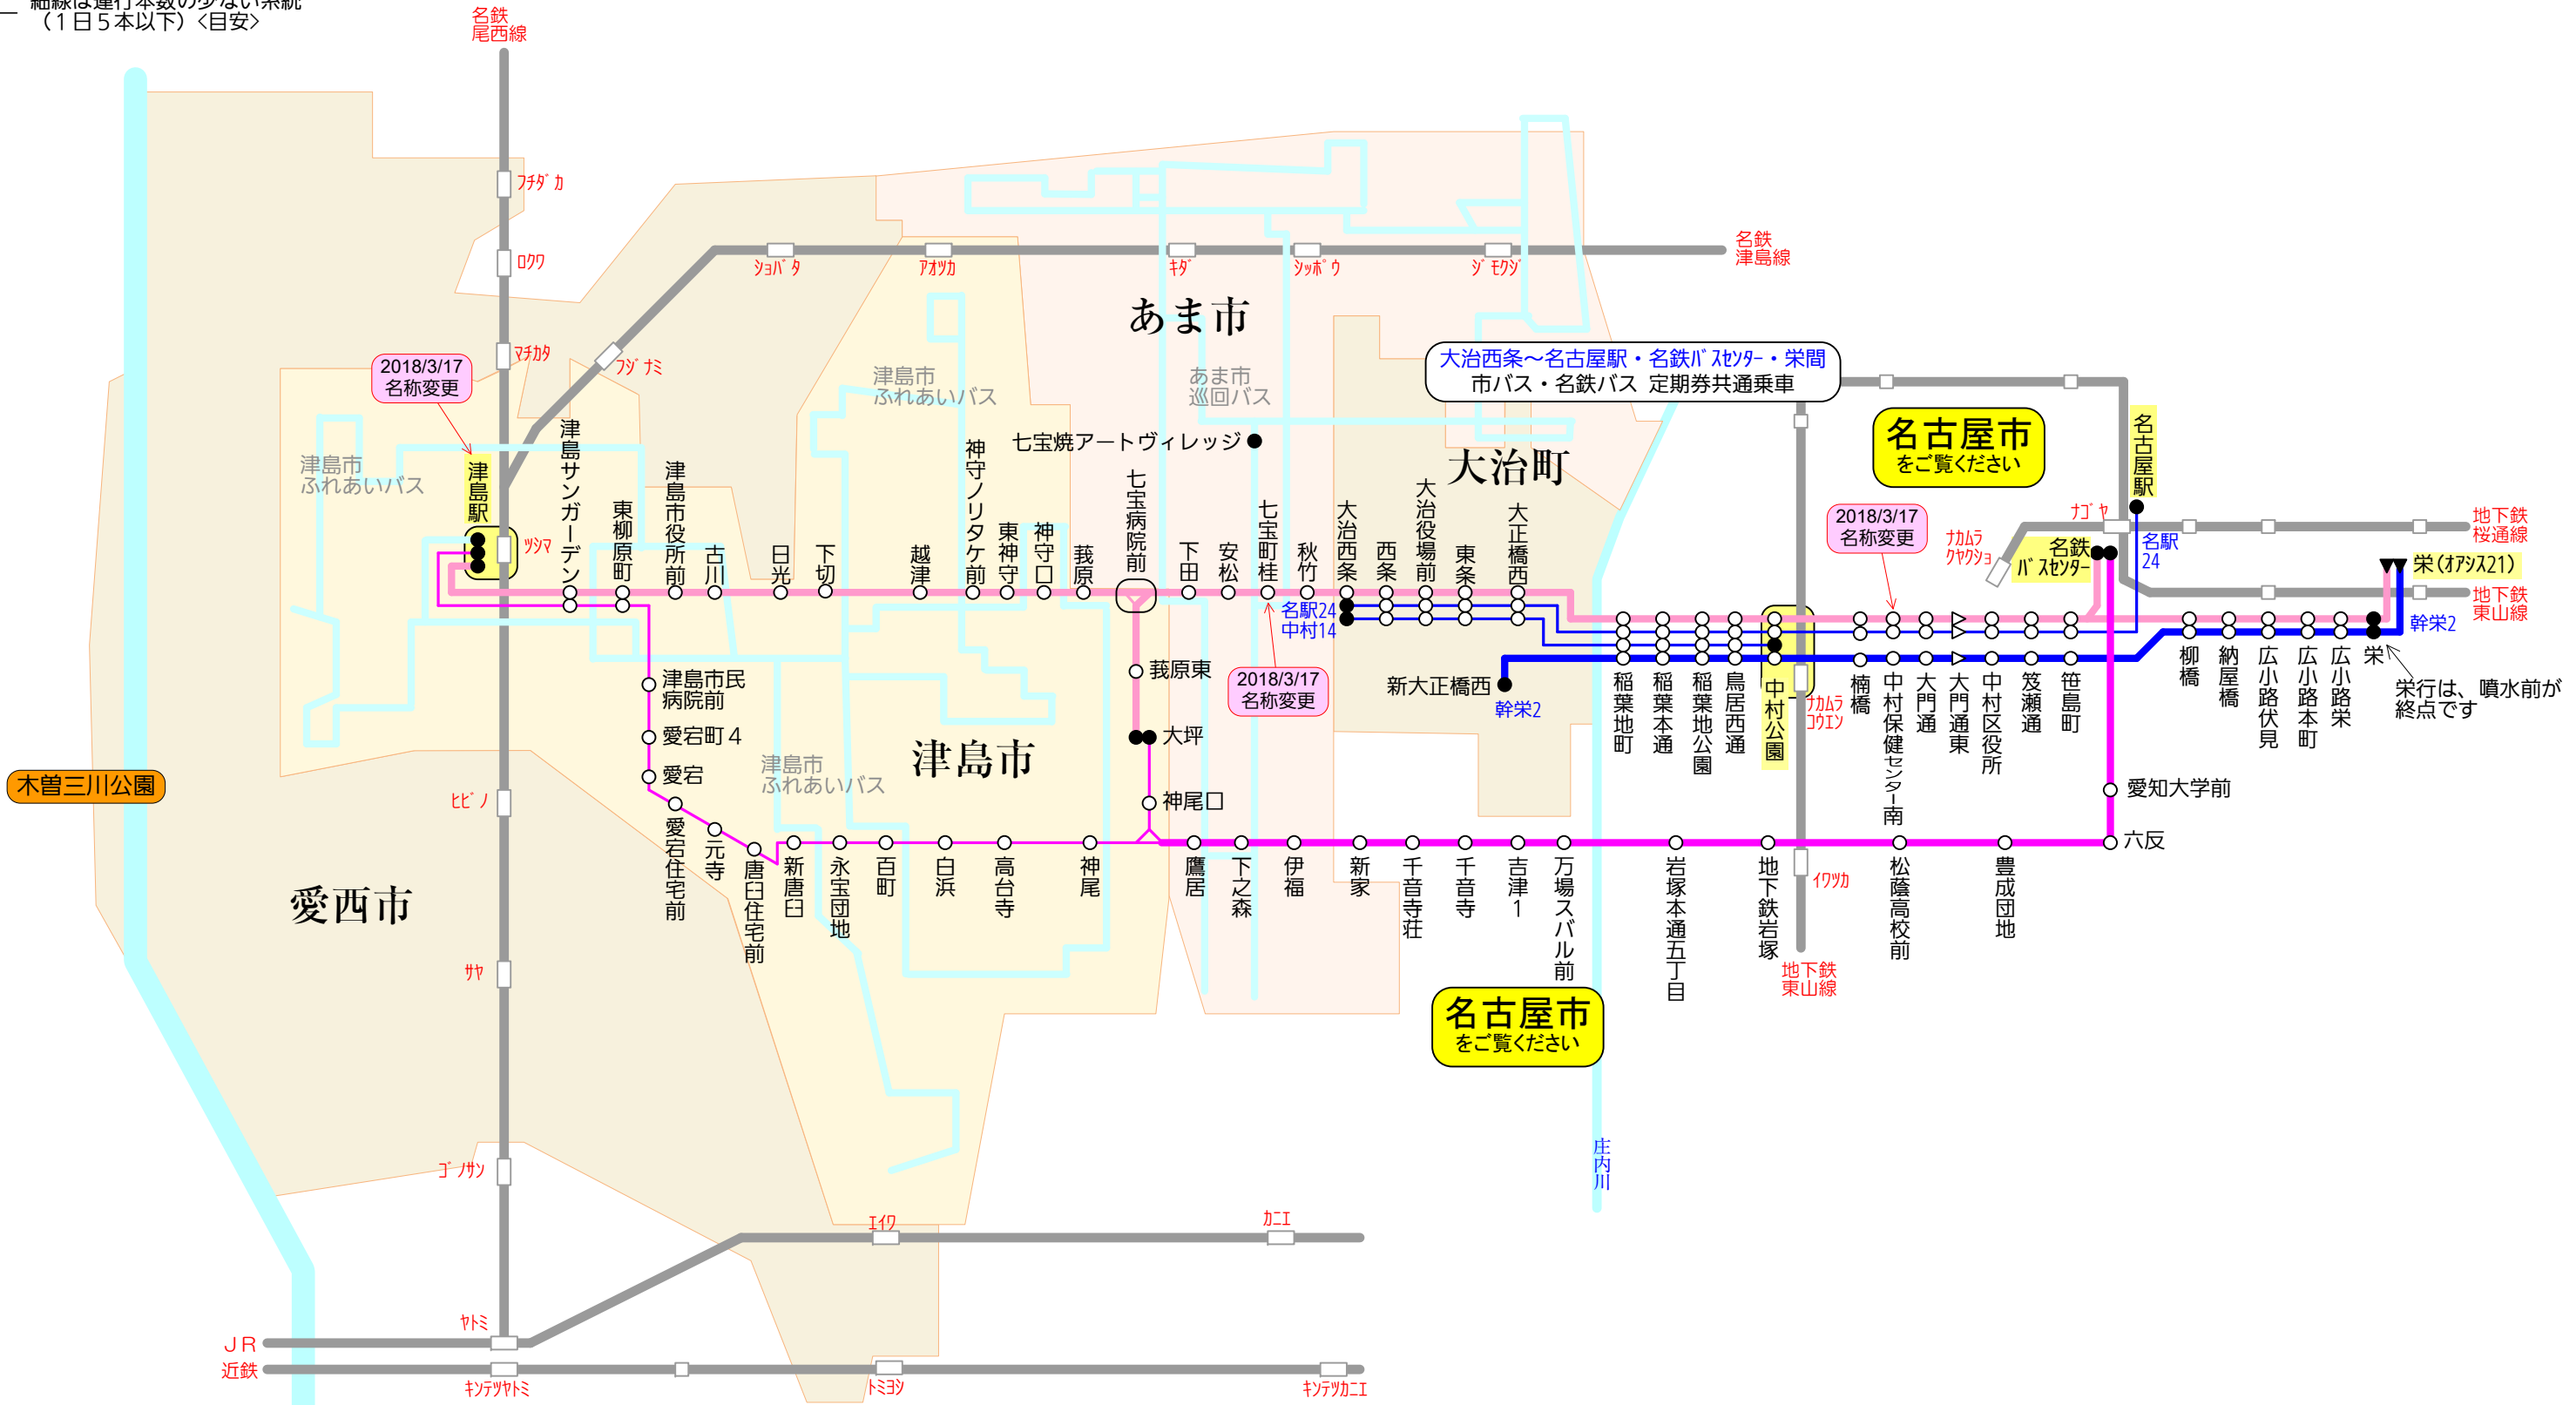 細線は運行本数の少ない系統
（1日５本以下）<目安>
名鉄
尾西線
ﾌﾁﾀﾞｶ
ﾛｸﾜ
ﾏﾁｶﾀ
ﾌｼﾞﾅﾐ
ｼｮﾊﾞﾀ
ｱｵﾂｶ
ｷﾀﾞ
ｼｯﾎﾟｳ
ｼﾞﾓｸｼﾞ
名鉄
津島線
あま市
2018/3/17
名称変更
津島市
ふれあいバス
あま市
巡回バス
大治西条～名古屋駅・名鉄ﾊﾞｽｾﾝﾀｰ・栄間
市バス・名鉄バス 定期券共通乗車
名古屋市
をご覧ください
七宝焼アートヴィレッジ
大治町
津島市
ふれあいバス
津島駅
ﾂｼﾏ
津島サンガーデン
東柳原町
津島市役所前
古川
日光
下切
越津
神守ノリタケ前
東神守
神守口
莪原
七宝病院前
下田
安松
七宝町桂
秋竹
大治西条
西条
大治役場前
東条
大正橋西
2018/3/17
名称変更
ﾅｶﾑﾗ
ｸﾔｸｼｮ
ﾅｺﾞﾔ
名鉄
ﾊﾞｽｾﾝﾀｰ
名古屋駅
名駅
24
地下鉄
桜通線
栄(ｵｱｼｽ21)
地下鉄
東山線
幹栄2
名駅24
中村14
2018/3/17
名称変更
新大正橋西
幹栄2
稲葉地町
稲葉本通
稲葉地公園
鳥居西通
中村公園
ﾅｶﾑﾗ
ｺｳｴﾝ
楠橋
中村保健センター南
大門通
大門通東
中村区役所
笈瀬通
笹島町
柳橋
納屋橋
広小路伏見
広小路本町
広小路栄
栄
栄行は、噴水前が
終点です
津島市民
病院前
愛宕町４
愛宕
愛宕住宅前
元寺
唐臼住宅前
新唐臼
永宝団地
百町
白浜
高台寺
神尾
莪原東
大坪
神尾口
津島市
津島市
ふれあいバス
木曽三川公園
ﾋﾋﾞﾉ
愛西市
鷹居
下之森
伊福
新家
千音寺荘
千音寺
吉津1
万場スバル前
岩塚本通五丁目
地下鉄岩塚
ｲﾜﾂｶ
松蔭高校前
豊成団地
六反
愛知大学前
地下鉄
東山線
名古屋市
をご覧ください
ｻﾔ
庄内川
ｺﾞﾉｻﾝ
ｴｲﾜ
ｶﾆｴ
ﾔﾄﾐ
ＪＲ
近鉄
ｷﾝﾃﾂﾔﾄﾐ
ﾄﾐﾖｼ
ｷﾝﾃﾂｶﾆｴ